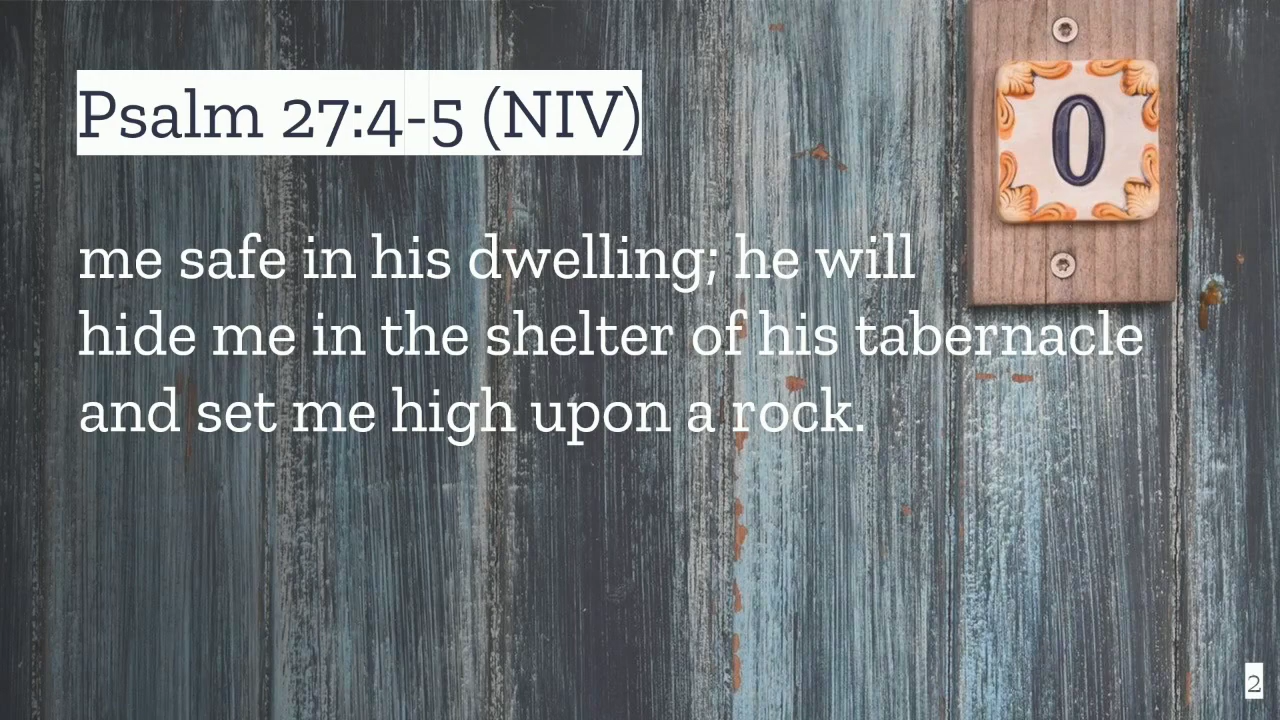 Psalm 27:4-5 (NIV)
0
me safe in his dwelling; he will
hide me in the shelter of his tabernacle
and set me high upon a rock.
2